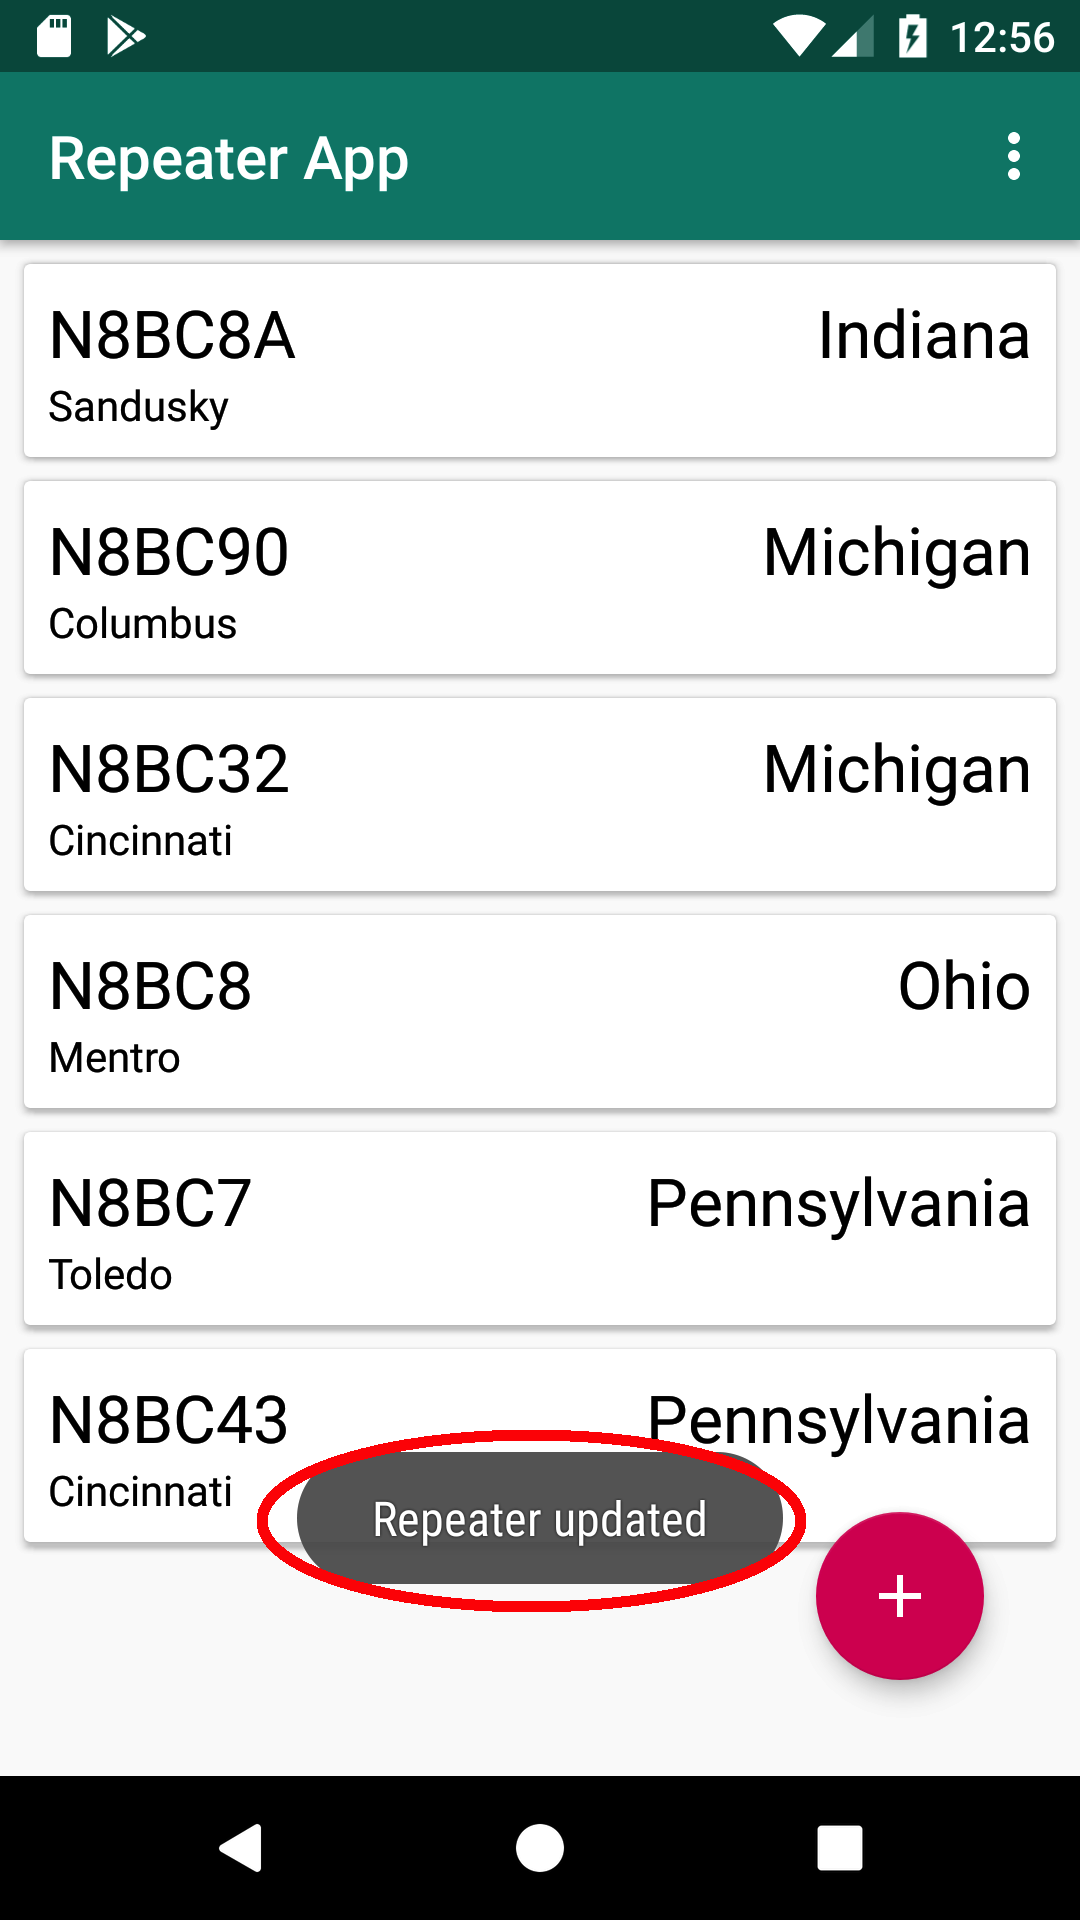 12:56
Repeater App
N8BC8A Indiana
Sandusky
N8BC90 Michigan
Columbus
N8BC32 Michigan
Cincinnati
N8BC8 Ohio
Mentro
N8BC7 Pennsylvania
Toledo
N8BC43 Pennsylvania
Cincinnati
Repeater updated